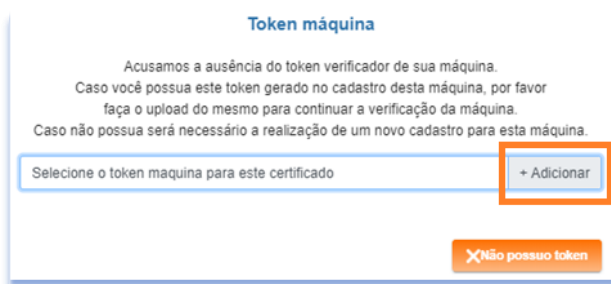 Token máquina
Acusamos a ausência do token verificador de sua máquina.
Caso você possua este token gerado no cadastro desta máquina, por favor
faça o upload do mesmo para continuar a verificação da máquina.
Caso não possua será necessário a realização de um novo cadastro para esta máquina.
Selecione o token maquina para este certificado + Adicionar
Não possuo token